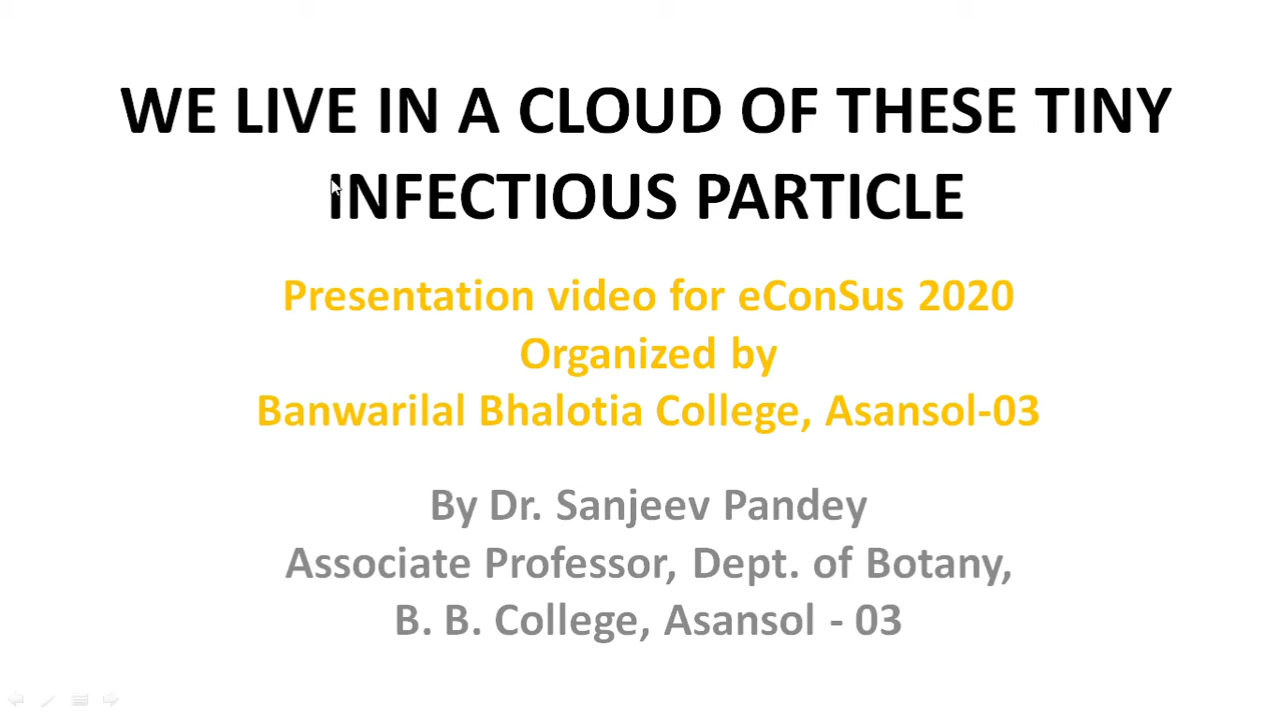 WE LIVE IN A CLOUD OF THESE TINY
INFECTIOUS PARTICLE
Presentation video for eConSus 2020
Organized by
Banwarilal Bhalotia College, Asansol-03
By Dr. Sanjeev Pandey
Associate Professor, Dept. of Botany,
B. B. College, Asansol - 03